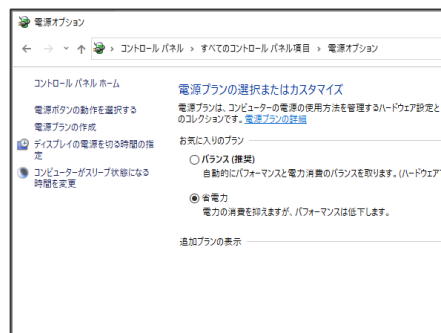 電源オプション
コントロール パネル › すべてのコントロール パネル項目 › 電源オプション
コントロール パネル ホーム
電源ボタンの動作を選択する
電源プランの作成
ディスプレイの電源を切る時間の指
定
コンピューターがスリープ状態になる
時間を変更
電源プランの選択またはカスタマイズ
電源プランは、コンピューターの電源の使用方法を管理するハードウェア設定と
のコレクションです。電源プランの詳細
お気に入りのプラン
バランス (推奨)
自動的にパフォーマンスと電力消費のバランスを取ります。(ハードウェア
省電力
電力の消費を抑えますが、パフォーマンスは低下します。
追加プランの表示